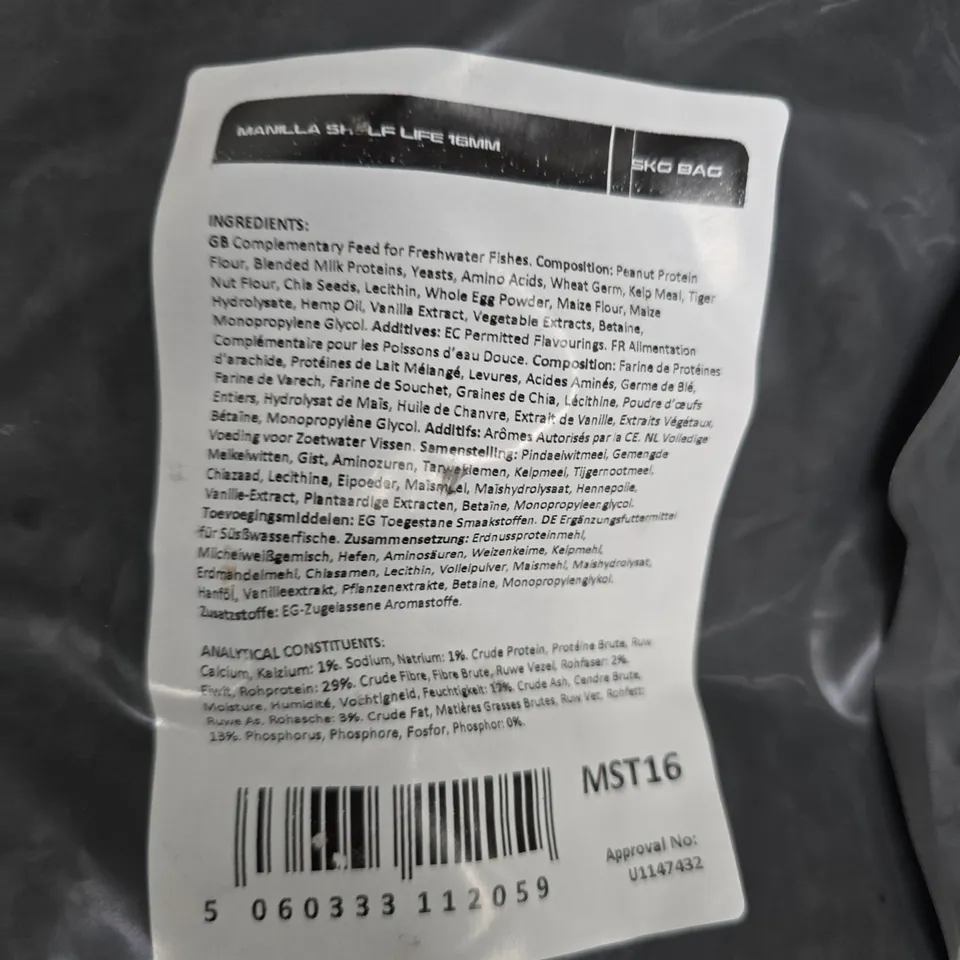 MANILLA SHELF LIFE 16MM
5KG BAG
INGREDIENTS:
GB Complementary Feed for Freshwater Fishes. Composition: Peanut Protein
Flour, Blended Milk Proteins, Yeasts, Amino Acids, Wheat Germ, Kelp Meal, Tiger
Nut Flour, Chia Seeds, Lecithin, Whole Egg Powder, Maize Flour, Maize
Hydrolysate, Hemp Oil, Vanilla Extract, Vegetable Extracts, Betaine,
Monopropylene Glycol. Additives: EC Permitted Flavourings. FR Alimentation
Complémentaire pour les Poissons d'eau Douce. Composition: Farine de Protéines
d'arachide, Protéines de Lait Mélangé, Levures, Acides Aminés, Germe de Blé,
Farine de Varech, Farine de Souchet, Graines de Chia, Lécithine, Poudre d'œufs
Entiers, Hydrolysat de Maïs, Huile de Chanvre, Extrait de Vanille, Extraits Végétaux,
Bétaïne, Monopropylène Glycol. Additifs: Arômes Autorisés par la CE. NL Volledige
Voeding voor Zoetwater Vissen. Samenstelling: Pindaeiwitmeel, Gemengde
Melkeiwitten, Gist, Aminozuren, Tarwekiemen, Kelpmeel, Tijgernootmeel,
Chiazaad, Lecithine, Eipoeder, Maïsmeel, Maïshydrolysaat, Hennepolie,
Vanille-Extract, Plantaardige Extracten, Betaïne, Monopropyleenglycol.
Toevoegingsmiddelen: EG Toegestane Smaakstoffen. DE Ergänzungsfuttermittel
für Süsßwasserfische. Zusammensetzung: Erdnussproteinmehl,
Milcheiweißgemisch, Hefen, Aminosäuren, Weizenkeime, Kelpmehl,
Erdmandelmehl, Chiasamen, Lecithin, Volleipulver, Maismehl, Maishydrolysat,
Hanföl, Vanilleextrakt, Pflanzenextrakte, Betaine, Monopropylenglykol.
Zusatzstoffe: EG-Zugelassene Aromastoffe.
ANALYTICAL CONSTITUENTS:
Calcium, Kalzium: 1%. Sodium, Natrium: 1%. Crude Protein, Protéine Brute, Ruw
Eiwit, Rohprotein: 29%. Crude Fibre, Fibre Brute, Ruwe Vezel, Rohfaser: 2%.
Moisture, Humidité, Vochtigheid, Feuchtigkeit: 17%. Crude Ash, Cendre Brute,
Ruwe As, Rohasche: 3%. Crude Fat, Matières Grasses Brutes, Ruw Vet, Rohfett:
13%. Phosphorus, Phosphore, Fosfor, Phosphor: 0%.
MST16
Approval No:
U1147432
5 060333 112059